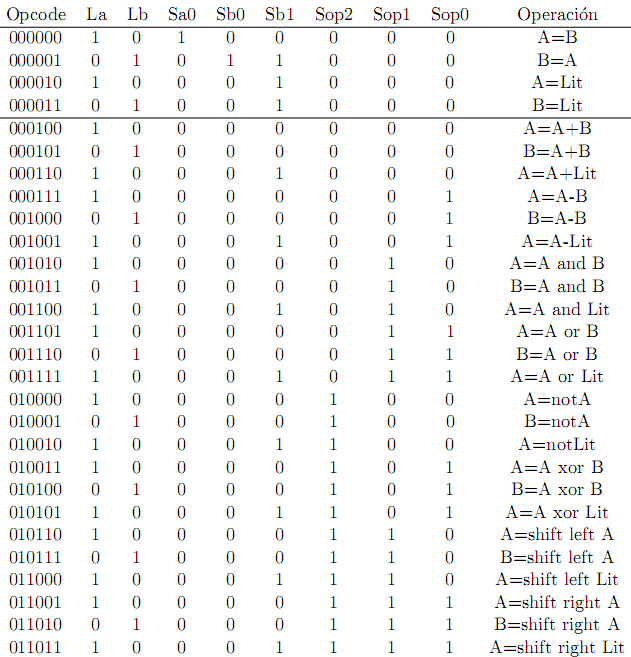 Opcode La Lb Sa0 Sb0 Sb1 Sop2 Sop1 Sop0 Operación
000000 1 0 1 0 0 0 0 0 A=B
000001 0 1 0 1 1 0 0 0 B=A
000010 1 0 0 0 1 0 0 0 A=Lit
000011 0 1 0 0 1 0 0 0 B=Lit
000100 1 0 0 0 0 0 0 0 A=A+B
000101 0 1 0 0 0 0 0 0 B=A+B
000110 1 0 0 0 1 0 0 0 A=A+Lit
000111 1 0 0 0 0 0 0 1 A=A-B
001000 0 1 0 0 0 0 0 1 B=A-B
001001 1 0 0 0 1 0 0 1 A=A-Lit
001010 1 0 0 0 0 0 1 0 A=A and B
001011 0 1 0 0 0 0 1 0 B=A and B
001100 1 0 0 0 1 0 1 0 A=A and Lit
001101 1 0 0 0 0 0 1 1 A=A or B
001110 0 1 0 0 0 0 1 1 B=A or B
001111 1 0 0 0 1 0 1 1 A=A or Lit
010000 1 0 0 0 0 1 0 0 A=notA
010001 0 1 0 0 0 1 0 0 B=notA
010010 1 0 0 0 1 1 0 0 A=notLit
010011 1 0 0 0 0 1 0 1 A=A xor B
010100 0 1 0 0 0 1 0 1 B=A xor B
010101 1 0 0 0 1 1 0 1 A=A xor Lit
010110 1 0 0 0 0 1 1 0 A=shift left A
010111 0 1 0 0 0 1 1 0 B=shift left A
011000 1 0 0 0 1 1 1 0 A=shift left Lit
011001 1 0 0 0 0 1 1 1 A=shift right A
011010 0 1 0 0 0 1 1 1 B=shift right A
011011 1 0 0 0 1 1 1 1 A=shift right Lit